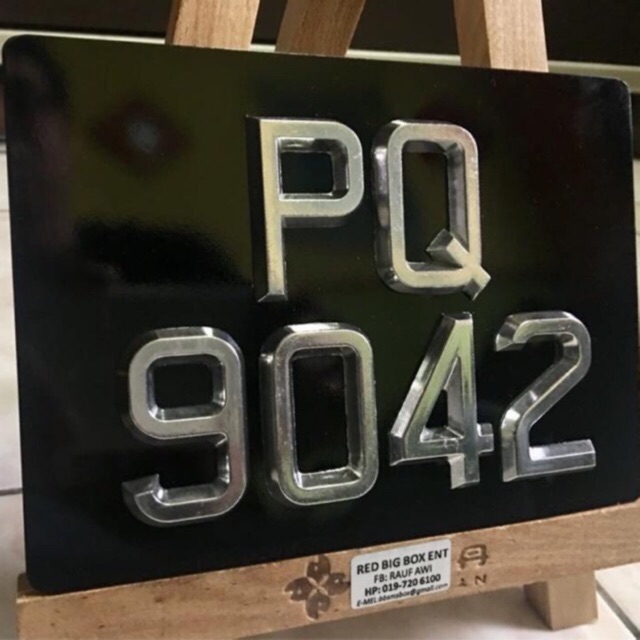 PQ
9042
RED BIG BOX ENT
FB: RAUF AWI
HP: 019-720 6100